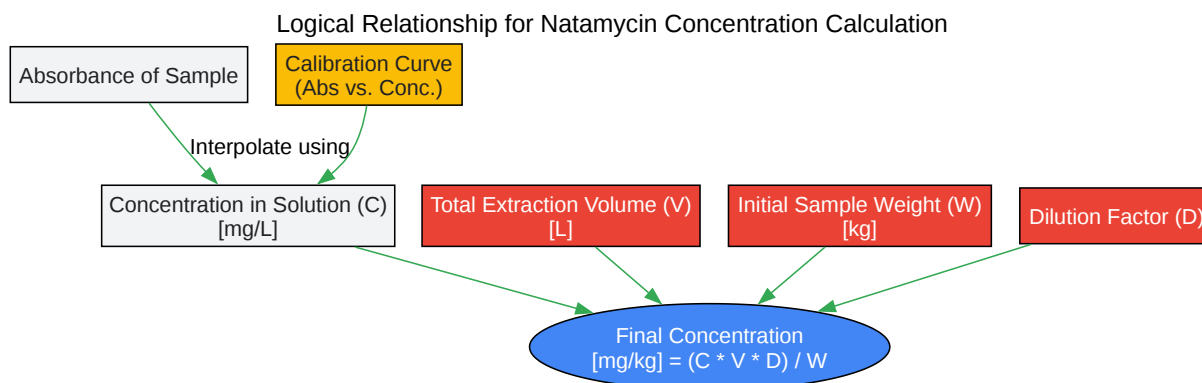 Logical Relationship for Natamycin Concentration Calculation
Absorbance of Sample
Calibration Curve
(Abs vs. Conc.)
Interpolate using
Concentration in Solution (C)
[mg/L]
Total Extraction Volume (V)
[L]
Initial Sample Weight (W)
[kg]
Dilution Factor (D)
Final Concentration
[mg/kg] = (C * V * D) / W